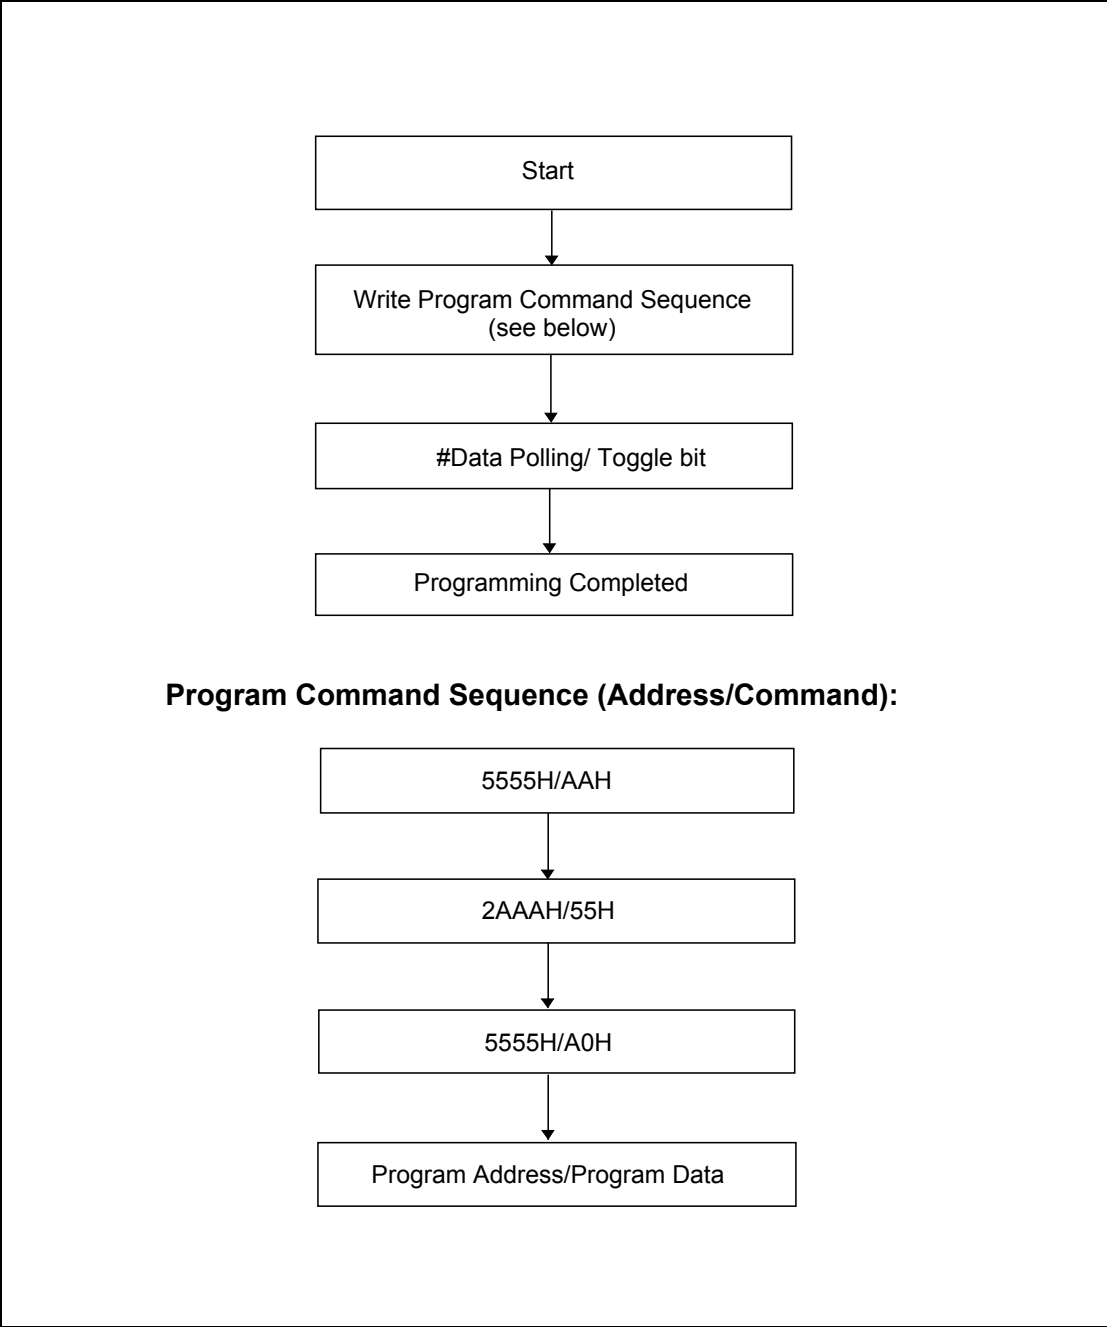 Start
Write Program Command Sequence
(see below)
#Data Polling/ Toggle bit
Programming Completed
Program Command Sequence (Address/Command):
5555H/AAH
2AAAH/55H
5555H/A0H
Program Address/Program Data